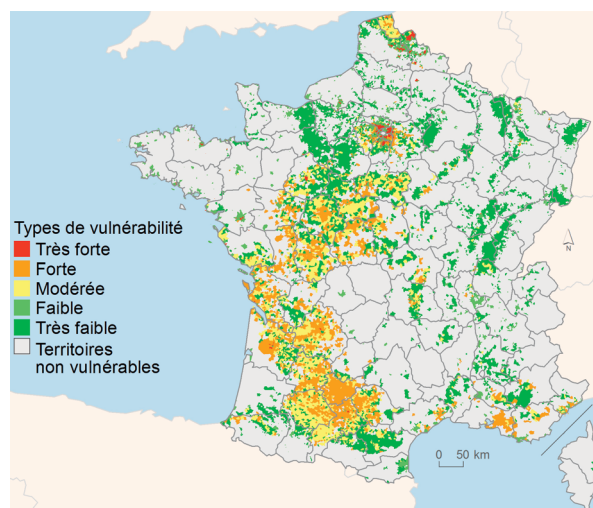 N
Types de vulnérabilité
Très forte
Forte
Modérée
Faible
Très faible
Territoires
non vulnérables
0 50 km